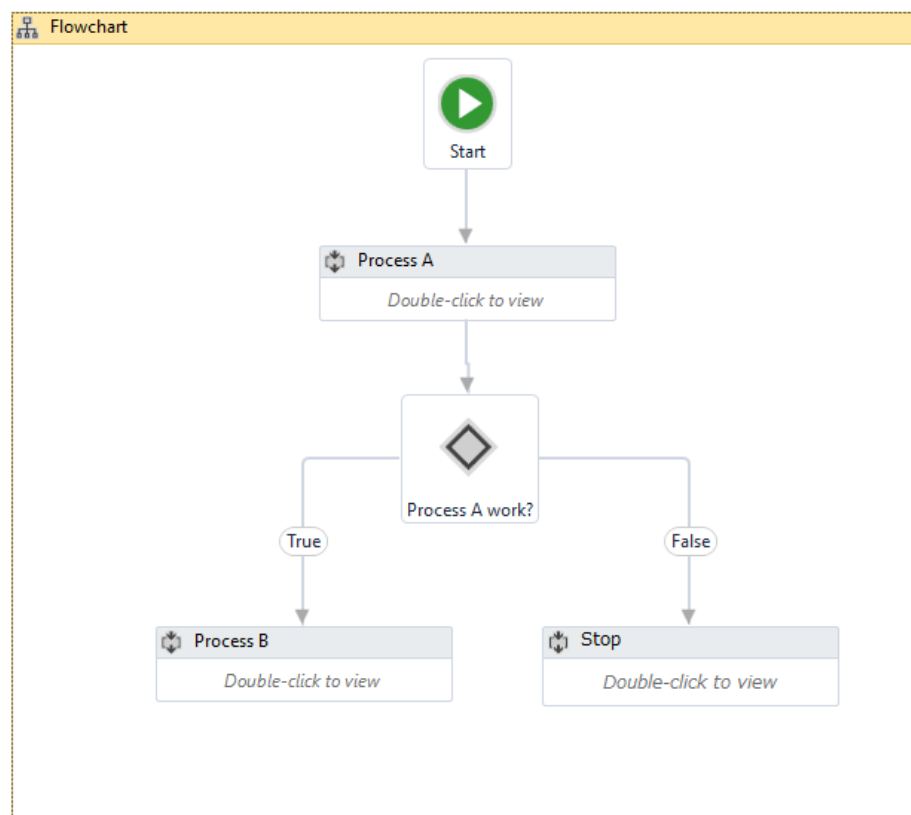 Flowchart
Start
Process A
Double-click to view
Process A work?
True
False
Process B
Stop
Double-click to view
Double-click to view